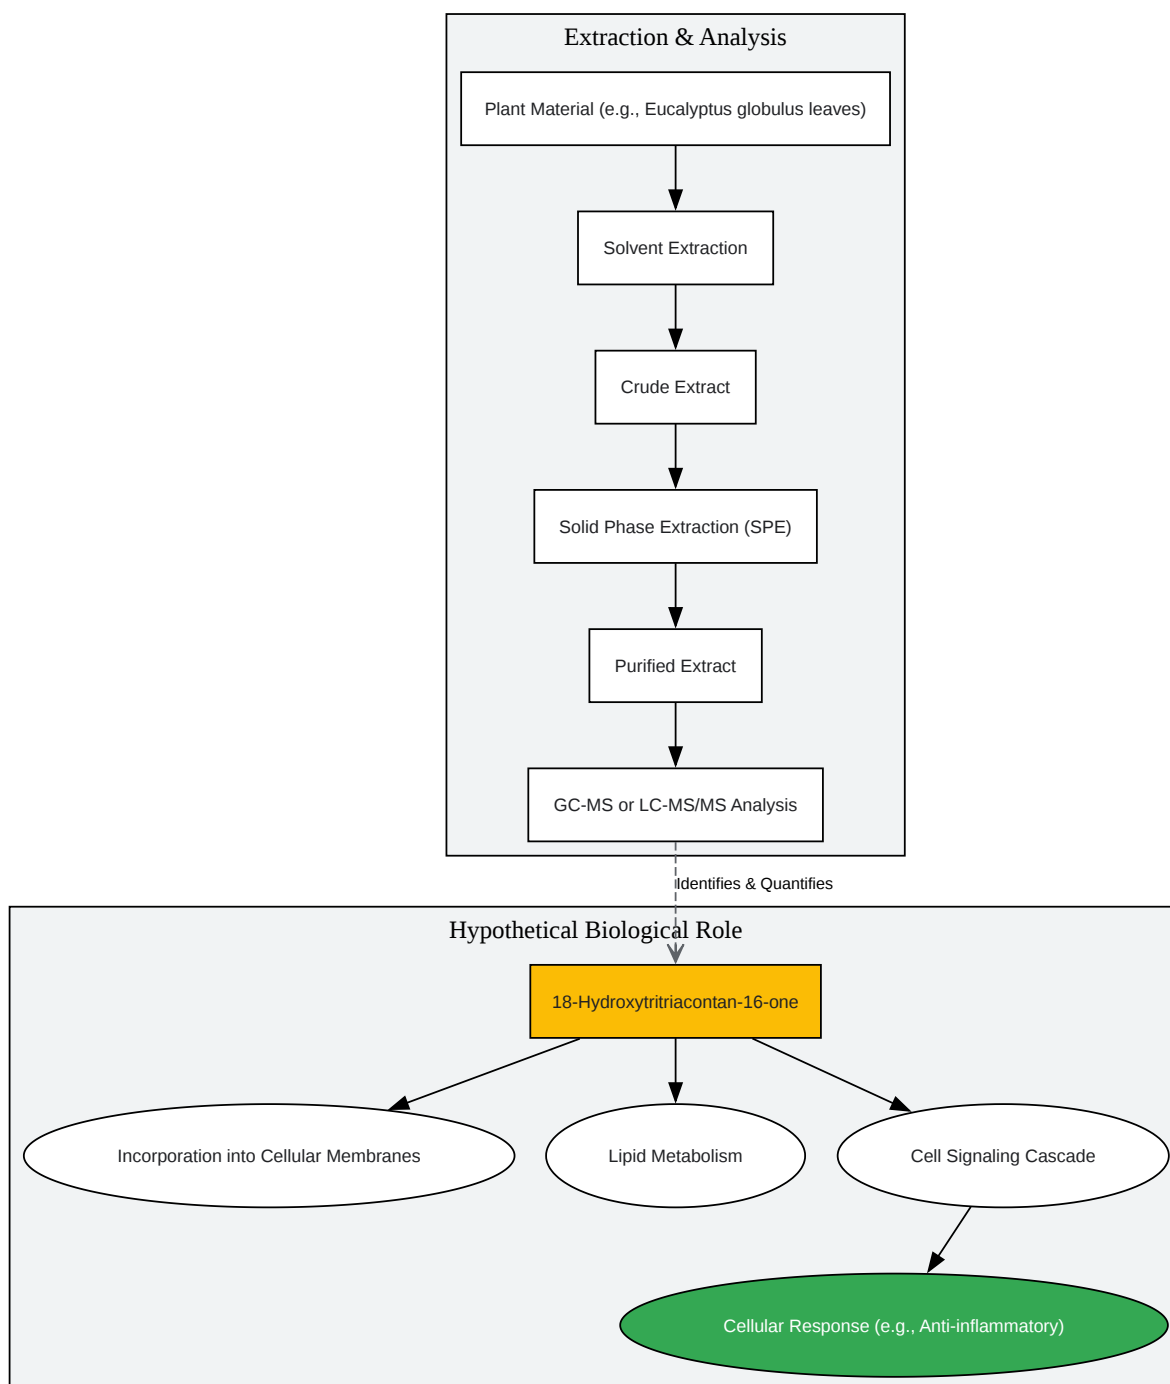 Extraction & Analysis
Plant Material (e.g., Eucalyptus globulus leaves)
Solvent Extraction
Crude Extract
Solid Phase Extraction (SPE)
Purified Extract
GC-MS or LC-MS/MS Analysis
Identifies & Quantifies
Hypothetical Biological Role
18-Hydroxytritriacontan-16-one
Incorporation into Cellular Membranes
Lipid Metabolism
Cell Signaling Cascade
Cellular Response (e.g., Anti-inflammatory)